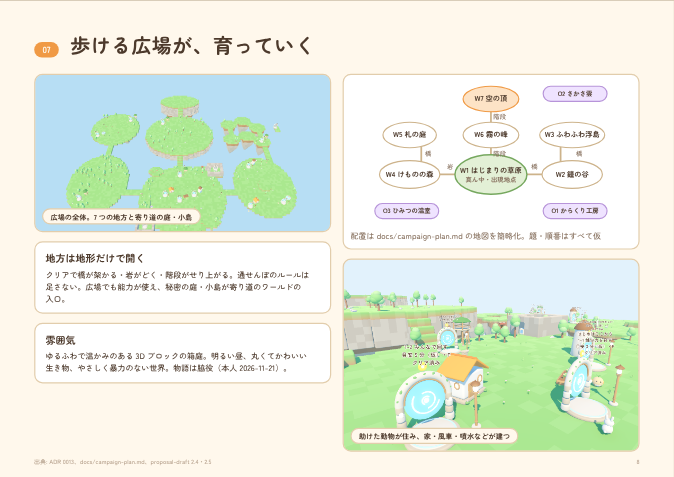 07 歩ける広場が、育っていく
広場の全体。7つの地方と寄り道の庭・小島
地方は地形だけで開く
クリアで橋が架かる・岩がどく・階段がせり上がる。通せんぼのルールは
足さない。広場でも能力が使え、秘密の庭・小島が寄り道のワールドの
入口。
雰囲気
ゆるふわで温かみのある 3D ブロックの箱庭。明るい昼、丸くてかわいい
生き物、やさしく暴力のない世界。物語は脇役（本人 2026-11-21）。
W7 空の頂
O2 さかさ雲
階段
W5 札の庭
W6 霧の峰
W3 ふわふわ浮島
橋
階段
橋
W4 けものの森
岩
W1 はじまりの草原
真ん中・出現地点
橋
W2 鐘の谷
O3 ひみつの温室
O1 からくり工房
配置は docs/campaign-plan.md の地図を簡略化。題・順番はすべて仮
クリア済み
助けた動物が住み、家・風車・噴水などが建つ
出典: ADR 0013、docs/campaign-plan.md、proposal-draft 2.4・2.5
8